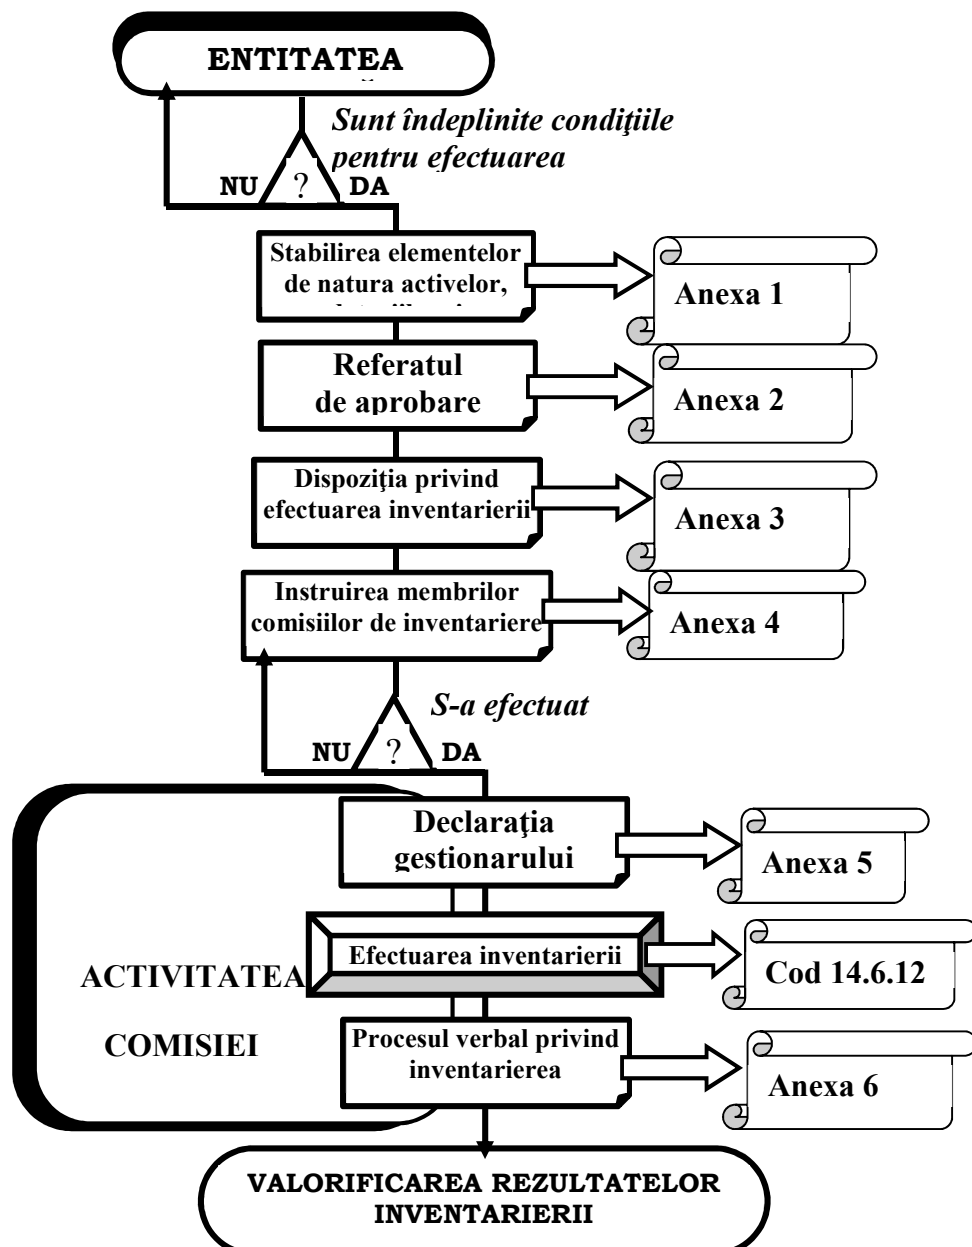 ENTITATEA
Sunt îndeplinite condiţiile
pentru efectuarea
NU ? DA
Stabilirea elementelor
de natura activelor,
Anexa 1
Referatul
de aprobare
Anexa 2
Dispoziţia privind
efectuarea inventarierii
Anexa 3
Instruirea membrilor
comisiilor de inventariere
Anexa 4
S-a efectuat
NU ? DA
Declaraţia
gestionarului
Anexa 5
ACTIVITATEA
COMISIEI
Efectuarea inventarierii
Cod 14.6.12
Procesul verbal privind
inventarierea
Anexa 6
VALORIFICAREA REZULTATELOR
INVENTARIERII